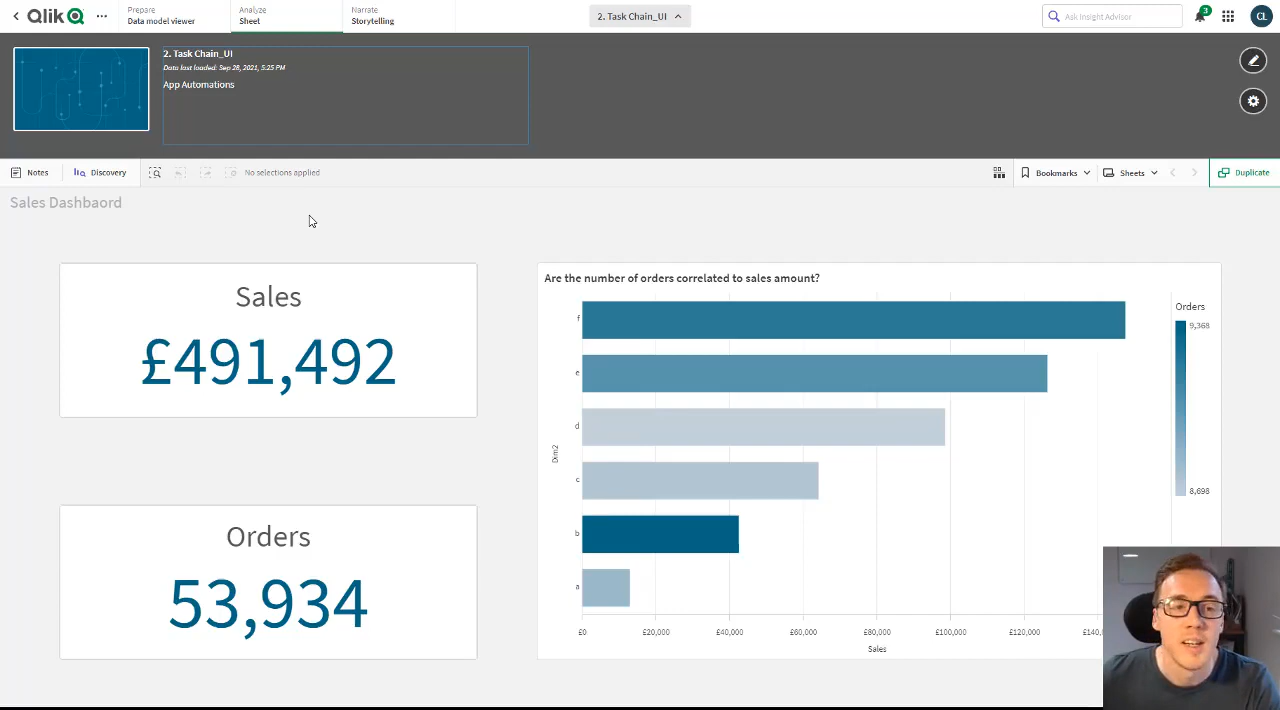 Qlik
Prepare
Data model viewer
Analyze
Sheet
Narrate
Storytelling
2. Task Chain_UI
Ask Insight Advisor
3
CL
2. Task Chain_UI
Data last loaded: Sep 28, 2021, 5:25 PM
App Automations
Notes
Discovery
No selections applied
Bookmarks
Sheets
Duplicate
Sales Dashbaord
Sales
£491,492
Orders
53,934
Are the number of orders correlated to sales amount?
Orders
9,368
8,698
Dim2
f
e
d
c
b
a
£0
£20,000
£40,000
£60,000
£80,000
£100,000
£120,000
Sales